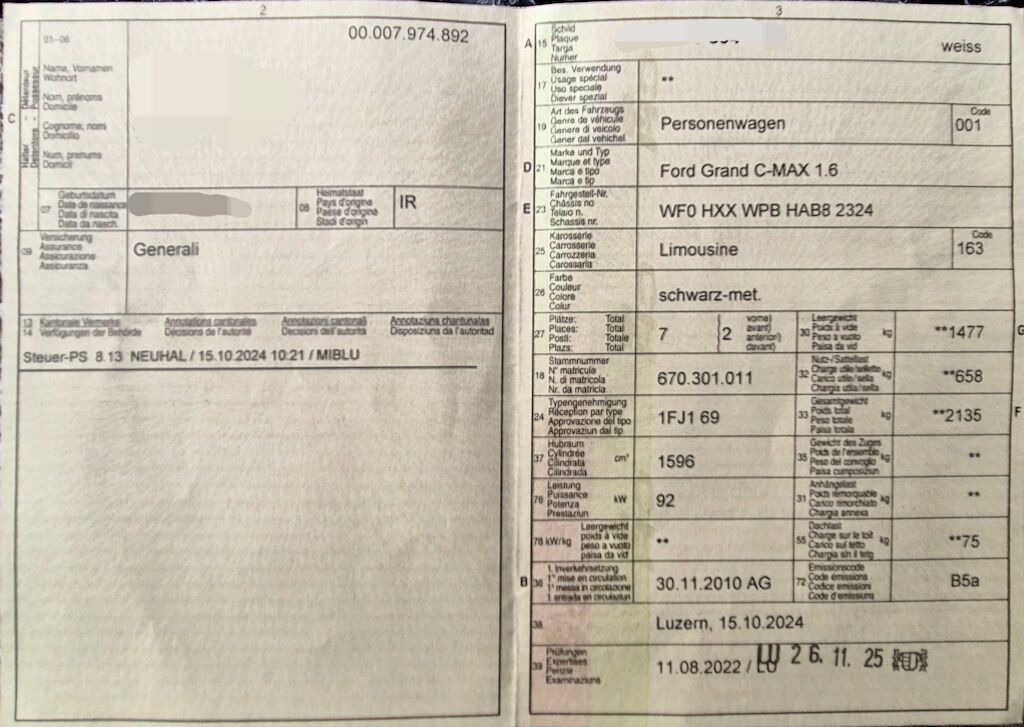 2
00.007.974.892
01-06
Name, Vornamen
Wohnort
Nom, prénoms
Domicile
Cognome, nomi
Domicilio
Num, prenums
Domicil
C
Halter - Détenteur
Detenters - Possessur
07
Geburtsdatum
Date de naissance
Data di nascita
Data da nasch.
08
Heimatstaat
Pays d'origine
Paese d'origine
Stadi d'origin
IR
09
Versicherung
Assurance
Assicurazione
Assicuranza
Generali
13 Kantonale Vermerke Annotations cantonales Annotazioni cantonali Annotaziuns chantunalas
14 Verfügungen der Behörde Décisions de l'autorité Decisioni dell'autorità Disposiziuns da l'autoritad
Steuer-PS 8.13 NEUHAL / 15.10.2024 10:21 / MIBLU
3
A 15
Schild
Plaque
Targa
Numer
weiss
17
Bes. Verwendung
Usage spécial
Uso speciale
Diever spezial
**
19
Art des Fahrzeugs
Genre de véhicule
Genere di veicolo
Gener dal vehichel
Personenwagen
Code
001
D 21
Marke und Typ
Marque et type
Marca e tipo
Marca e tip
Ford Grand C-MAX 1.6
E 23
Fahrgestell-Nr.
Châssis no
Telaio n.
Schassis nr.
WF0 HXX WPB HAB8 2324
25
Karosserie
Carrosserie
Carrozzeria
Carossaria
Limousine
Code
163
26
Farbe
Couleur
Colore
Colur
schwarz-met.
27
Plätze: Total
Places: Total
Posti: Totale
Plazs: Total
7
vorne)
avant)
anteriori)
davant)
2
30
Leergewicht
Poids à vide
Peso a vuoto
Paisa da vid
kg
**1477
G
18
Stammnummer
N° matricule
N. di matricola
Nr. da matricla
670.301.011
32
Nutz-/Sattellast
Charge utile/sellette
Carico utile/sella
Chargia utila/sella
kg
**658
24
Typengenehmigung
Réception par type
Approvazione del tipo
Approvaziun dal tip
1FJ1 69
33
Gesamtgewicht
Poids total
Peso totale
Paisa totala
kg
**2135
F
37
Hubraum
Cylindrée
Cilindrata
Cilindrada
cm³
1596
35
Gewicht des Zuges
Poids de l'ensemble
Peso del convoglio
Paisa cumposiziun
kg
**
76
Leistung
Puissance
Potenza
Prestaziun
kW
92
31
Anhängelast
Poids remorquable
Carico rimorchiato
Chargia annexa
kg
**
78 kW/kg
Leergewicht
poids à vide
peso a vuoto
paisa da vid
**
55
Dachlast
Charge sur le toit
Carico sul tetto
Chargia sin il tetg
kg
**75
B 36
1. Inverkehrsetzung
1re mise en circulation
1a messa in circolazione
1. entrada en circulaziun
30.11.2010 AG
72
Emissionscode
Code émissions
Codice emissioni
Code d'emissiuns
B5a
38
Luzern, 15.10.2024
39
Prüfungen
Expertises
Perizie
Examinaziuns
11.08.2022 / LU 26.11.25